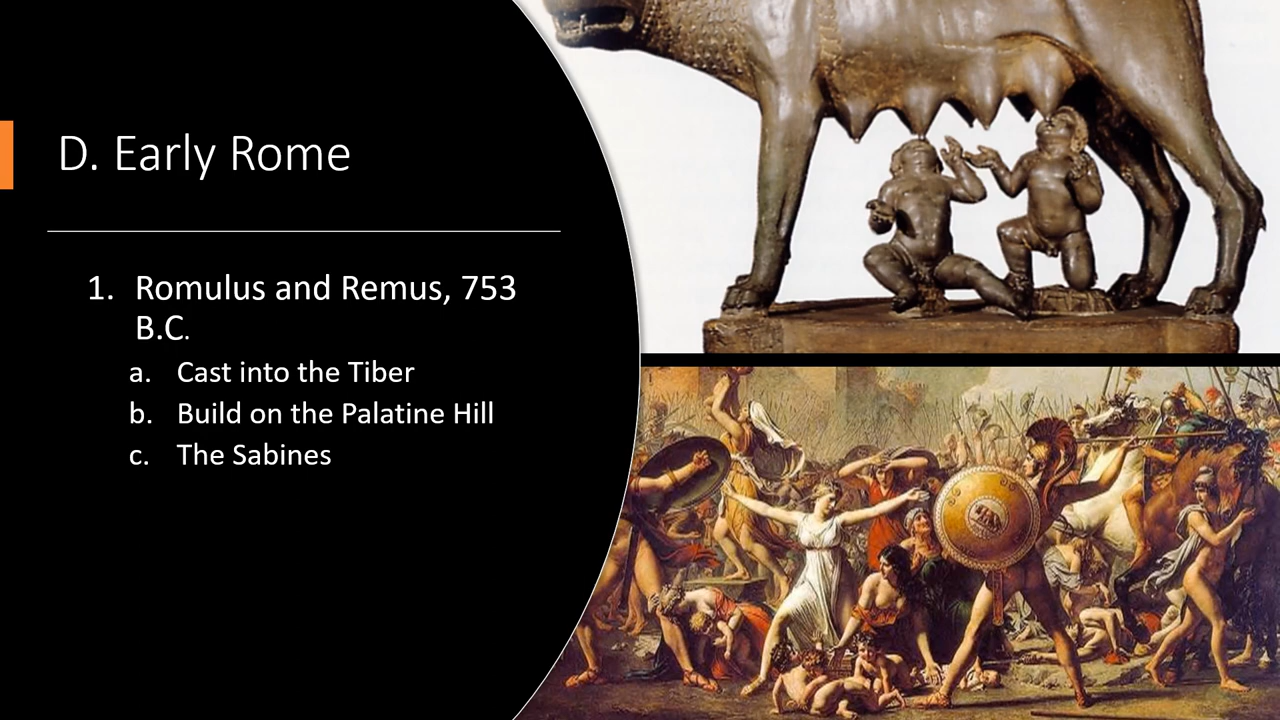 D. Early Rome
1. Romulus and Remus, 753
B.C.
a. Cast into the Tiber
b. Build on the Palatine Hill
c. The Sabines